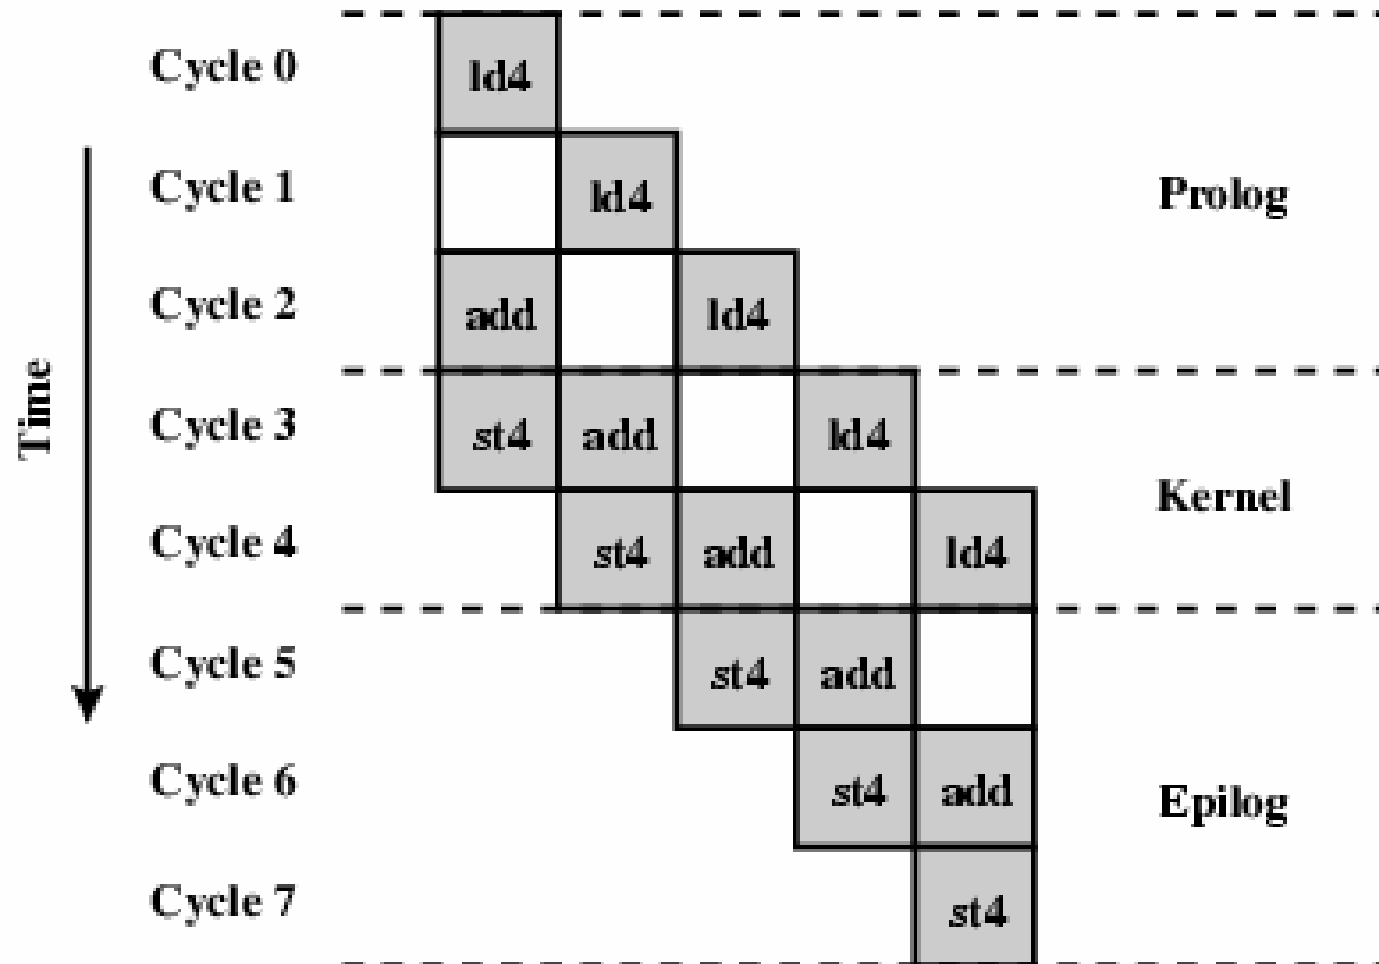 Cycle 0 ld4
Cycle 1 ld4 Prolog
Cycle 2 add ld4
Cycle 3 st4 add ld4
Kernel
Cycle 4 st4 add ld4
Cycle 5 st4 add
Cycle 6 st4 add Epilog
Cycle 7 st4
Time